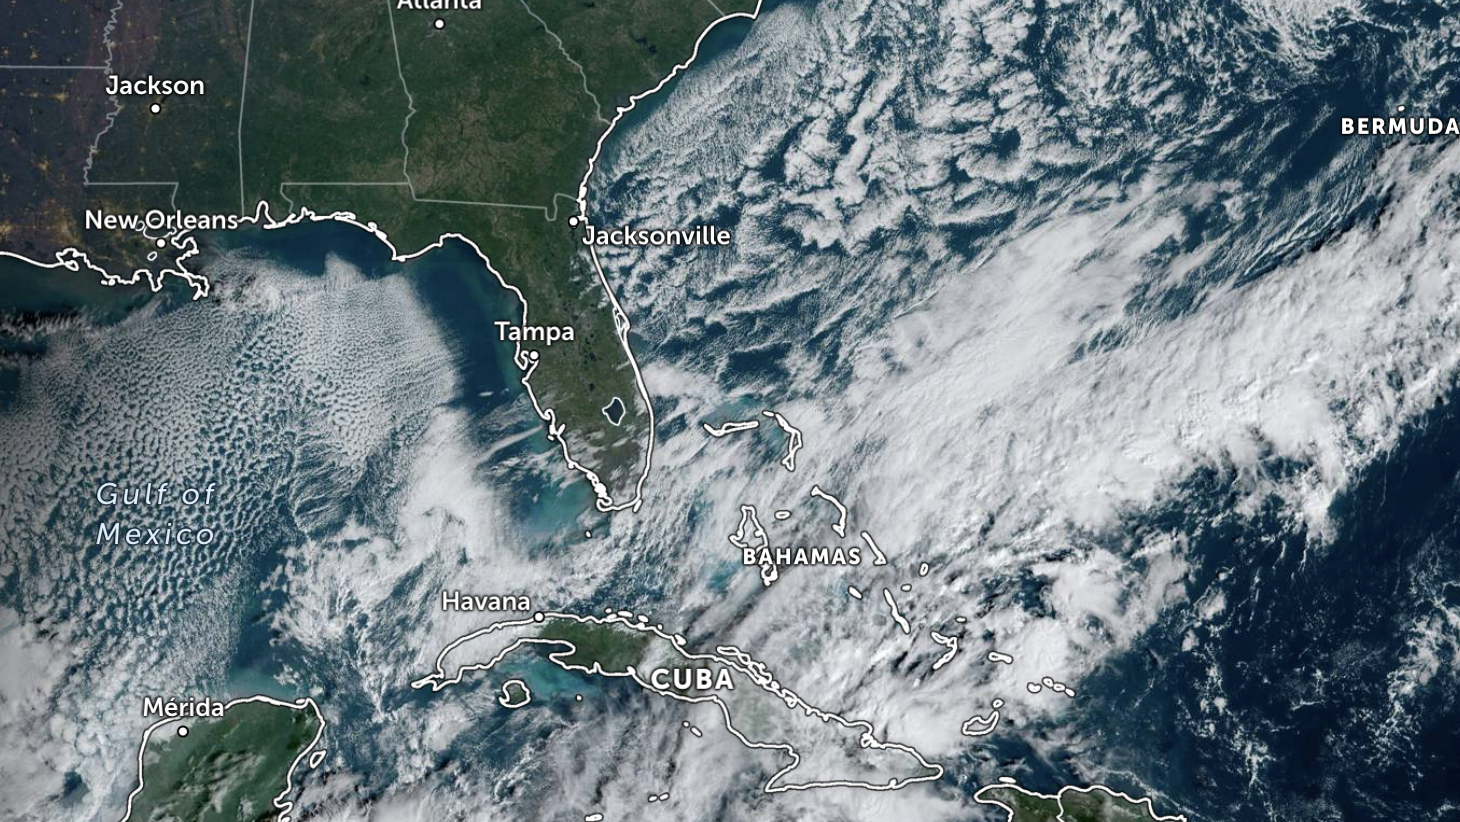 Atlanta
Jackson
BERMUDA
New Orleans
Jacksonville
Tampa
Gulf of
Mexico
BAHAMAS
Havana
CUBA
Mérida